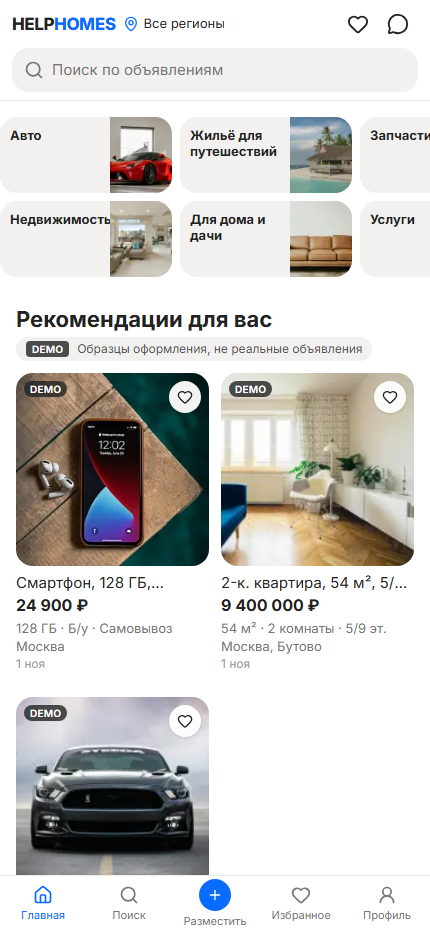 HELPHOMES Все регионы
Поиск по объявлениям
Авто
Жильё для путешествий
Запчасти
Недвижимость
Для дома и дачи
Услуги
Рекомендации для вас
DEMO Образцы оформления, не реальные объявления
DEMO
DEMO
12:02
Смартфон, 128 ГБ,...
24 900 ₽
128 ГБ · Б/у · Самовывоз
Москва
1 ноя
2-к. квартира, 54 м², 5/...
9 400 000 ₽
54 м² · 2 комнаты · 5/9 эт.
Москва, Бутово
1 ноя
DEMO
Главная
Поиск
Разместить
Избранное
Профиль